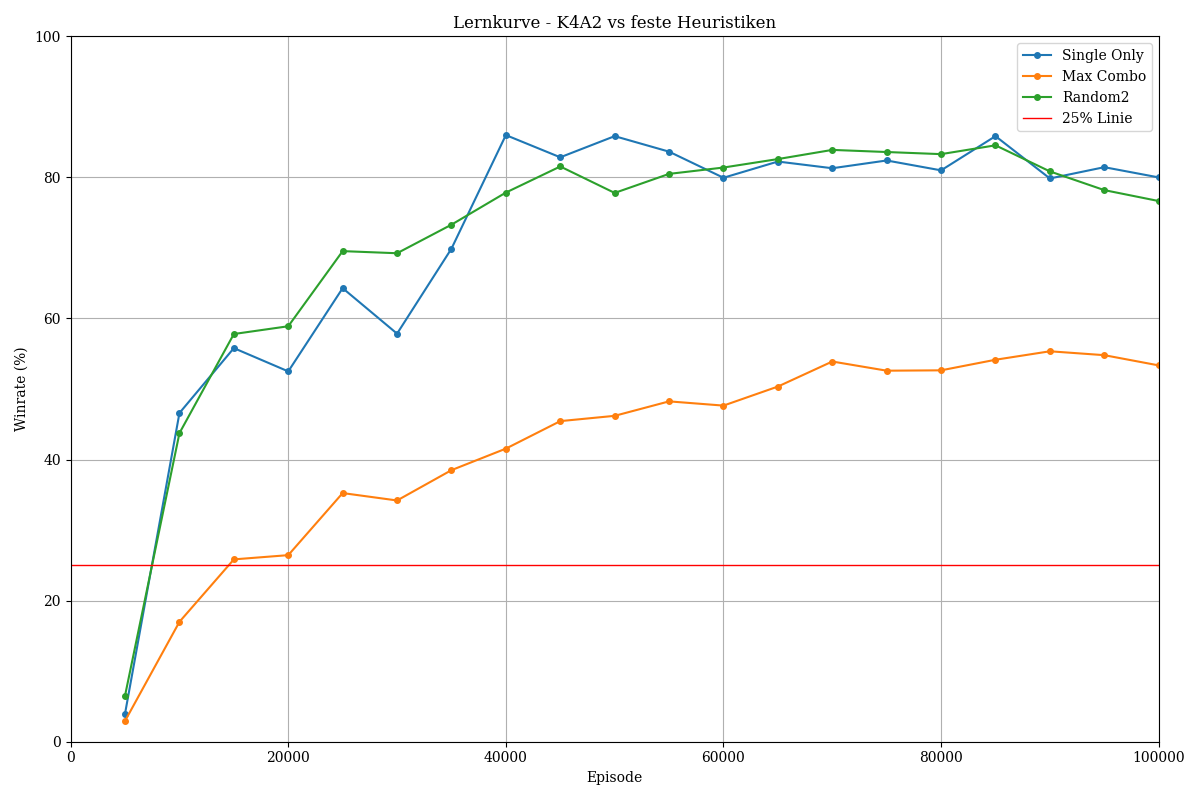 Lernkurve - K4A2 vs feste Heuristiken
100
80
60
40
20
0
Winrate (%)
Single Only
Max Combo
Random2
25% Linie
0 20000 40000 60000 80000 100000
Episode